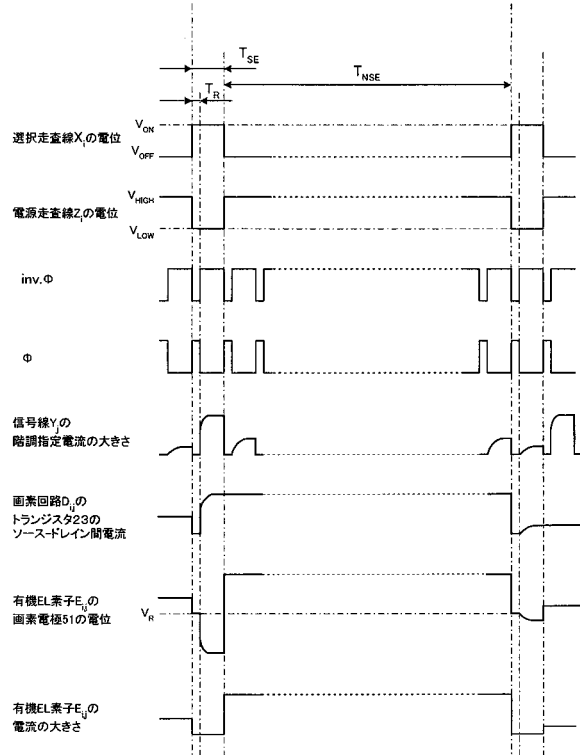 T_SE
T_NSE
T_R
選択走査線X_iの電位
V_ON
V_OFF
電源走査線Z_iの電位
V_HIGH
V_LOW
inv.Φ
Φ
信号線Y_jの
階調指定電流の大きさ
画素回路D_ijの
トランジスタ23の
ソース-ドレイン間電流
有機EL素子E_ijの
画素電極51の電位
V_R
有機EL素子E_ijの
電流の大きさ